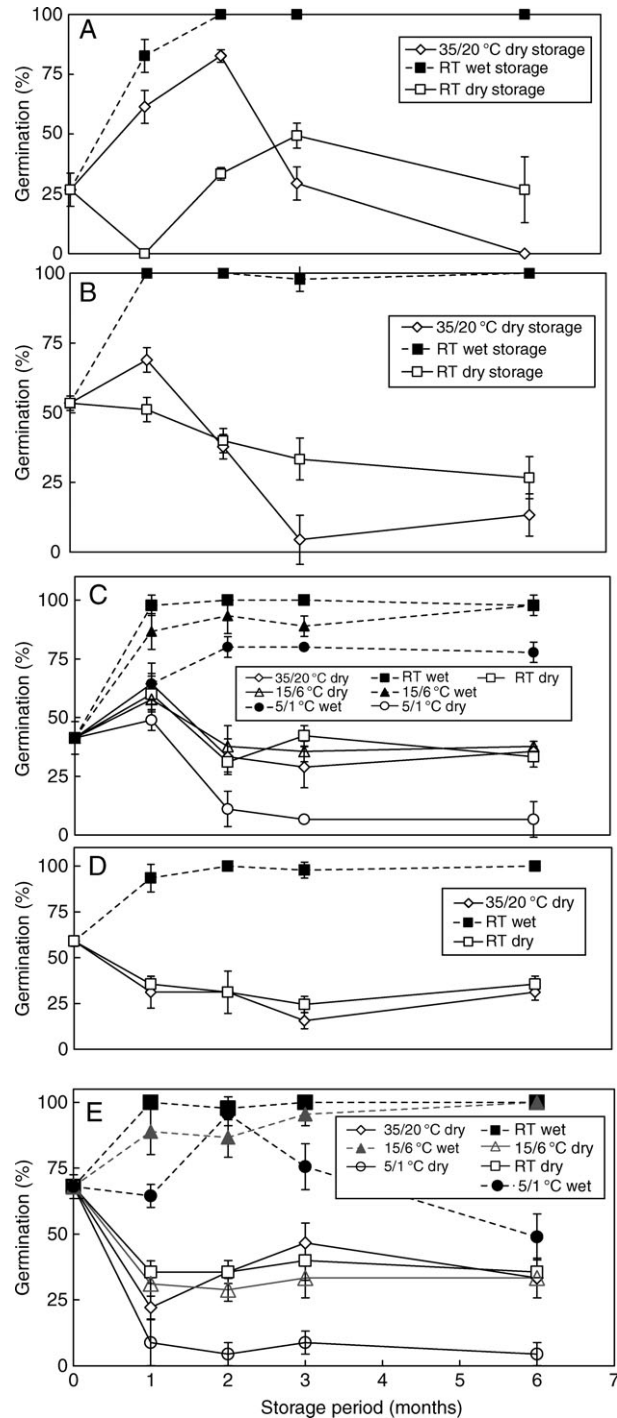 A
Germination (%)
100
75
50
25
0
35/20 °C dry storage
RT wet storage
RT dry storage
B
Germination (%)
100
75
50
25
0
35/20 °C dry storage
RT wet storage
RT dry storage
C
Germination (%)
100
75
50
25
0
35/20 °C dry
RT wet
RT dry
15/6 °C dry
15/6 °C wet
5/1 °C wet
5/1 °C dry
D
Germination (%)
100
75
50
25
0
35/20 °C dry
RT wet
RT dry
E
Germination (%)
100
75
50
25
0
35/20 °C dry
RT wet
15/6 °C wet
15/6 °C dry
5/1 °C dry
RT dry
5/1 °C wet
0 1 2 3 4 5 6 7
Storage period (months)